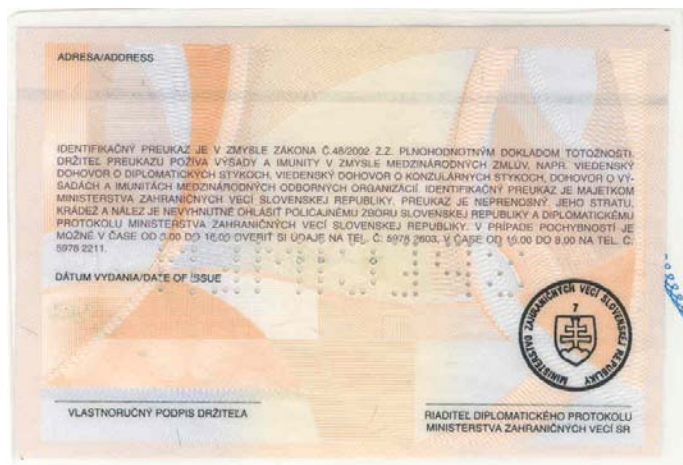 ADRESA/ADDRESS
IDENTIFIKAČNÝ PREUKAZ JE V ZMYSLE ZÁKONA Č.48/2002 Z.Z. PLNOHODNOTNÝM DOKLADOM TOTOŽNOSTI.
DRŽITEĽ PREUKAZU POŽÍVA VÝSADY A IMUNITY V ZMYSLE MEDZINÁRODNÝCH ZMLÚV, NAPR. VIEDENSKÝ
DOHOVOR O DIPLOMATICKÝCH STYKOCH, VIEDENSKÝ DOHOVOR O KONZULÁRNYCH STYKOCH, DOHOVOR O VÝ-
SADÁCH A IMUNITÁCH MEDZINÁRODNÝCH ODBORNÝCH ORGANIZÁCIÍ. IDENTIFIKAČNÝ PREUKAZ JE MAJETKOM
MINISTERSTVA ZAHRANIČNÝCH VECÍ SLOVENSKEJ REPUBLIKY, PREUKAZ JE NEPRENOSNÝ. JEHO STRATU,
KRÁDEŽ A NÁLEZ JE NEVYHNUTNÉ OHLÁSIŤ POLICAJNÉMU ZBORU SLOVENSKEJ REPUBLIKY A DIPLOMATICKÉMU
PROTOKOLU MINISTERSTVA ZAHRANIČNÝCH VECÍ SLOVENSKEJ REPUBLIKY. V PRÍPADE POCHYBNOSTÍ JE
MOŽNÉ V ČASE OD 8.00 DO 16.00 OVERIŤ SI ÚDAJE NA TEL. Č. 5978 2603, V ČASE OD 16.00 DO 8.00 NA TEL. Č.
5978 2211.
DÁTUM VYDANIA/DATE OF ISSUE
MINISTERSTVO ZAHRANIČNÝCH VECÍ SLOVENSKEJ REPUBLIKY
7
VLASTNORUČNÝ PODPIS DRŽITEĽA
RIADITEĽ DIPLOMATICKÉHO PROTOKOLU
MINISTERSTVA ZAHRANIČNÝCH VECÍ SR